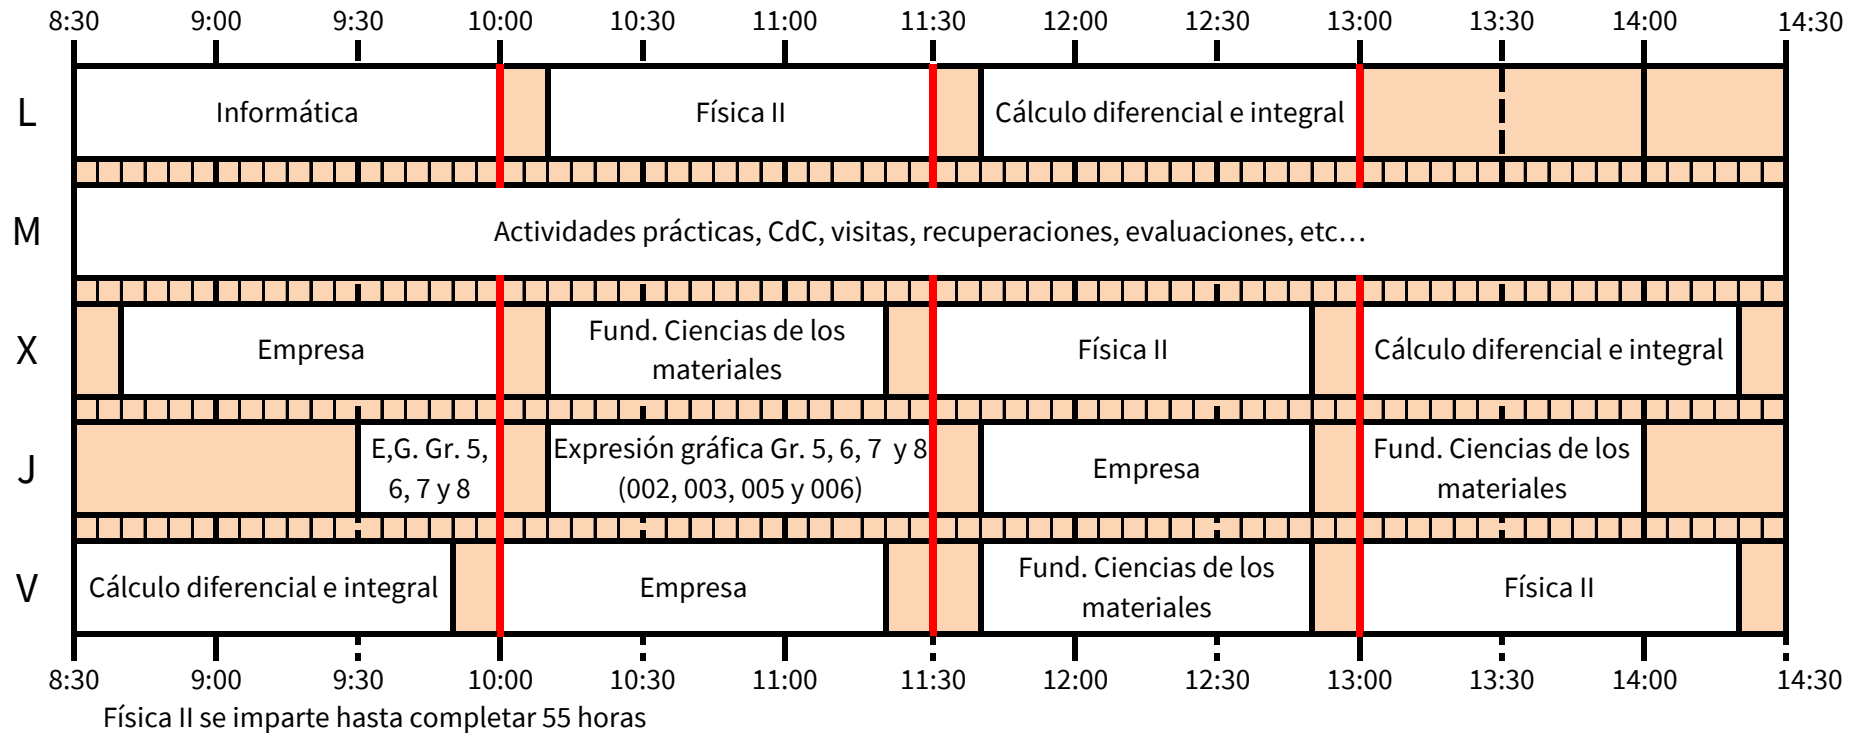 8:30 9:00 9:30 10:00 10:30 11:00 11:30 12:00 12:30 13:00 13:30 14:00 14:30
L Informática Física II Cálculo diferencial e integral
M Actividades prácticas, CdC, visitas, recuperaciones, evaluaciones, etc...
X Empresa Fund. Ciencias de los
materiales Física II Cálculo diferencial e integral
J E,G. Gr. 5,
6, 7 y 8 Expresión gráfica Gr. 5, 6, 7 y 8
(002, 003, 005 y 006) Empresa Fund. Ciencias de los
materiales
V Cálculo diferencial e integral Empresa Fund. Ciencias de los
materiales Física II
8:30 9:00 9:30 10:00 10:30 11:00 11:30 12:00 12:30 13:00 13:30 14:00 14:30
Física II se imparte hasta completar 55 horas